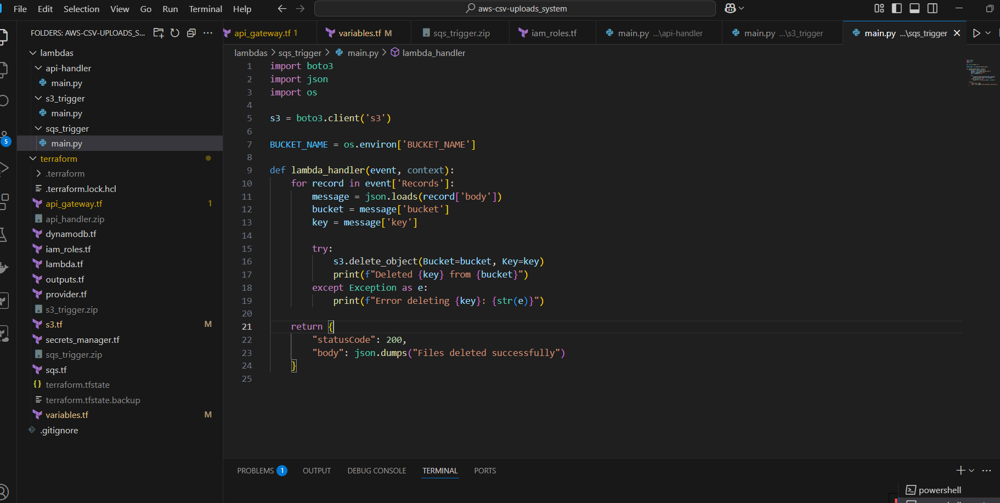 File Edit Selection View Go Run Terminal Help aws-csv-uploads_system
FOLDERS: AWS-CSV-UPLOADS_S...
lambdas
api-handler
main.py
s3_trigger
main.py
sqs_trigger
main.py
terraform
.terraform
.terraform.lock.hcl
api_gateway.tf 1
api_handler.zip
dynamodb.tf
iam_roles.tf
lambda.tf
outputs.tf
provider.tf
s3_trigger.zip
s3.tf M
secrets_manager.tf
sqs_trigger.zip
sqs.tf
terraform.tfstate
terraform.tfstate.backup
variables.tf M
.gitignore
5
api_gateway.tf 1 variables.tf M sqs_trigger.zip iam_roles.tf main.py ...\api-handler main.py ...\s3_trigger main.py ...\sqs_trigger
lambdas > sqs_trigger > main.py > lambda_handler
1 import boto3
2 import json
3 import os
4
5 s3 = boto3.client('s3')
6
7 BUCKET_NAME = os.environ['BUCKET_NAME']
8
9 def lambda_handler(event, context):
10 for record in event['Records']:
11 message = json.loads(record['body'])
12 bucket = message['bucket']
13 key = message['key']
14
15 try:
16 s3.delete_object(Bucket=bucket, Key=key)
17 print(f"Deleted {key} from {bucket}")
18 except Exception as e:
19 print(f"Error deleting {key}: {str(e)}")
20
21 return {
22 "statusCode": 200,
23 "body": json.dumps("Files deleted successfully")
24 }
25
PROBLEMS 1 OUTPUT DEBUG CONSOLE TERMINAL PORTS
powershell